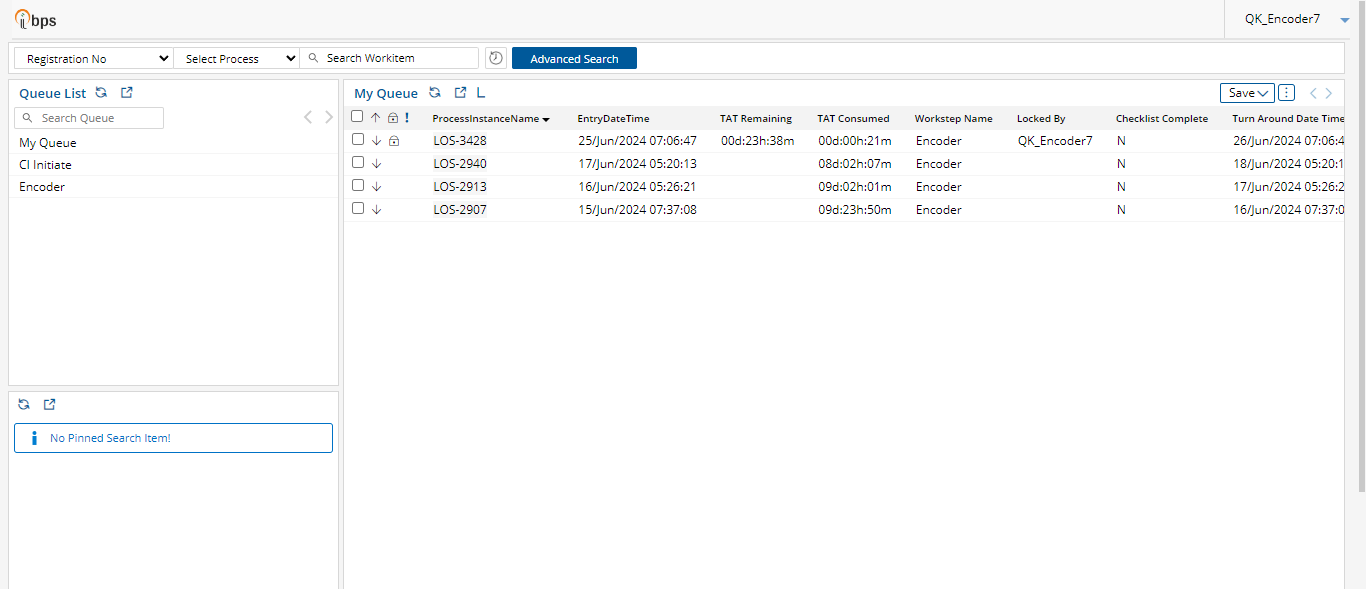 ibps
QK_Encoder7
Registration No Select Process Search Workitem Advanced Search
Queue List
Search Queue
My Queue
CI Initiate
Encoder
No Pinned Search Item!
My Queue L Save
ProcessInstanceName EntryDateTime TAT Remaining TAT Consumed Workstep Name Locked By Checklist Complete Turn Around Date Time
LOS-3428 25/Jun/2024 07:06:47 00d:23h:38m 00d:00h:21m Encoder QK_Encoder7 N 26/Jun/2024 07:06:4
LOS-2940 17/Jun/2024 05:20:13 08d:02h:07m Encoder N 18/Jun/2024 05:20:1
LOS-2913 16/Jun/2024 05:26:21 09d:02h:01m Encoder N 17/Jun/2024 05:26:2
LOS-2907 15/Jun/2024 07:37:08 09d:23h:50m Encoder N 16/Jun/2024 07:37:0